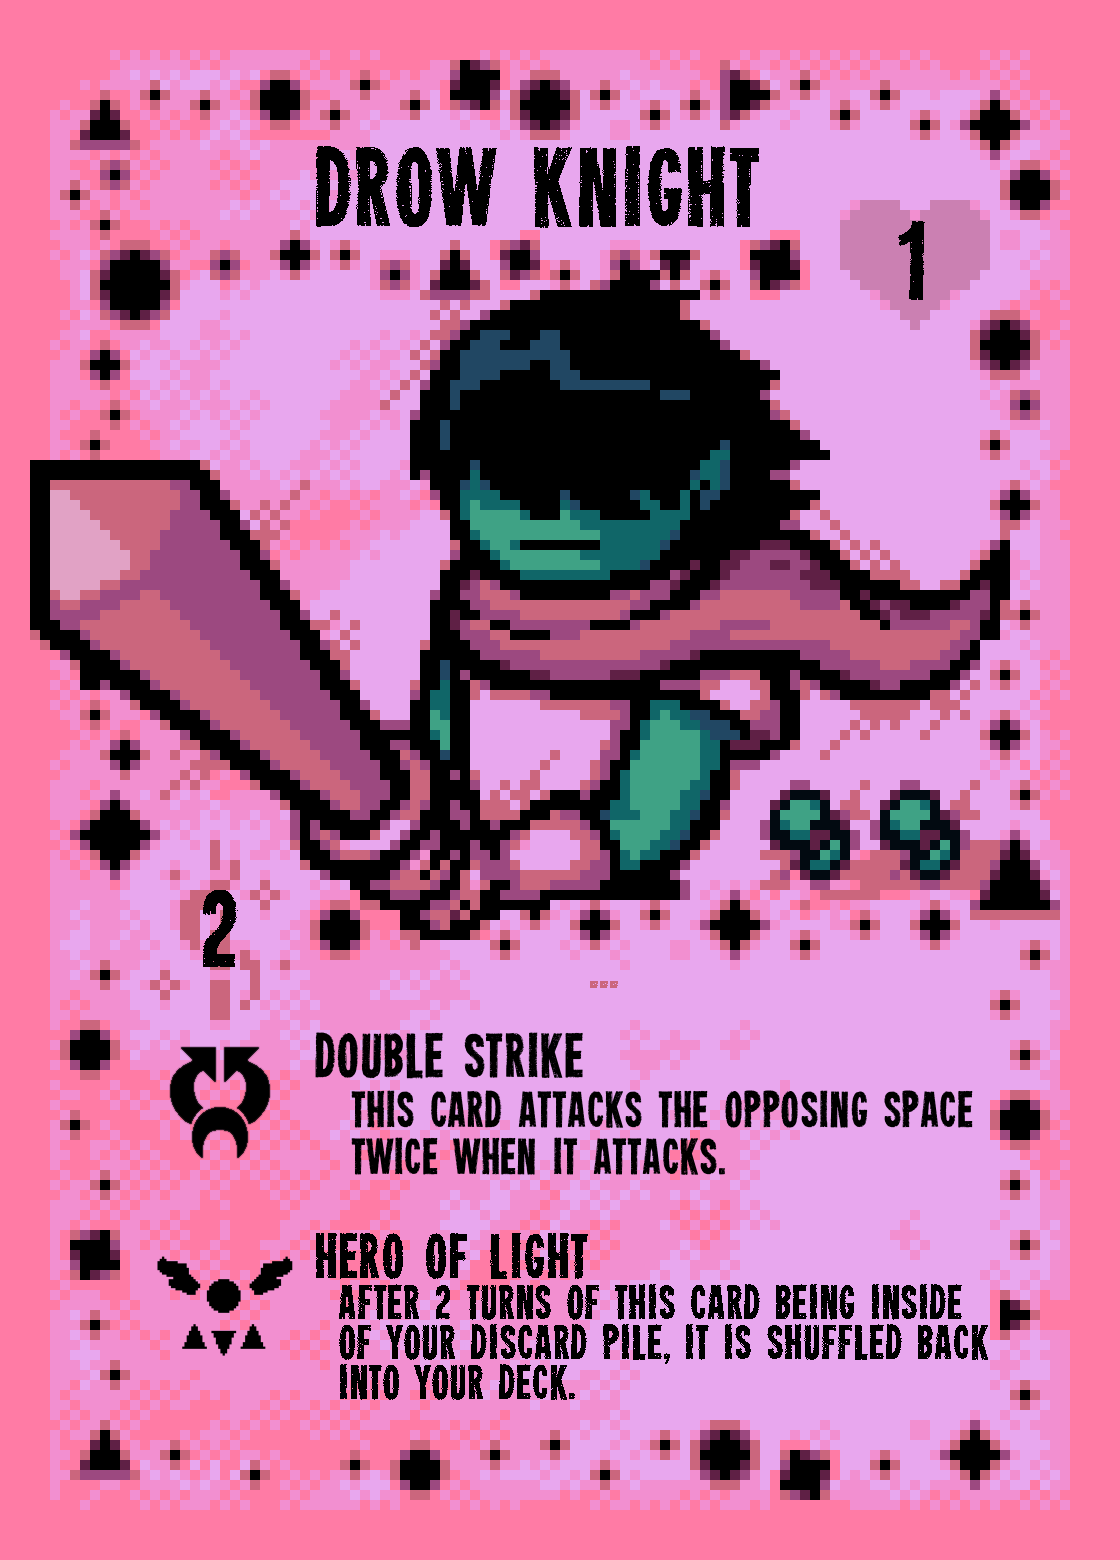 DROW KNIGHT
1
2
...
DOUBLE STRIKE
THIS CARD ATTACKS THE OPPOSING SPACE
TWICE WHEN IT ATTACKS.
HERO OF LIGHT
AFTER 2 TURNS OF THIS CARD BEING INSIDE
OF YOUR DISCARD PILE, IT IS SHUFFLED BACK
INTO YOUR DECK.